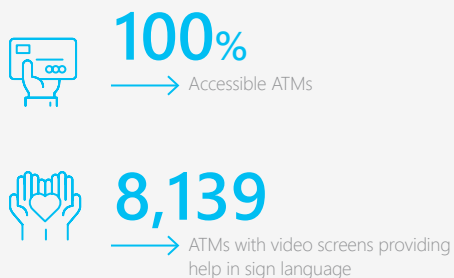 100%
Accessible ATMs
8,139
ATMs with video screens providing
help in sign language